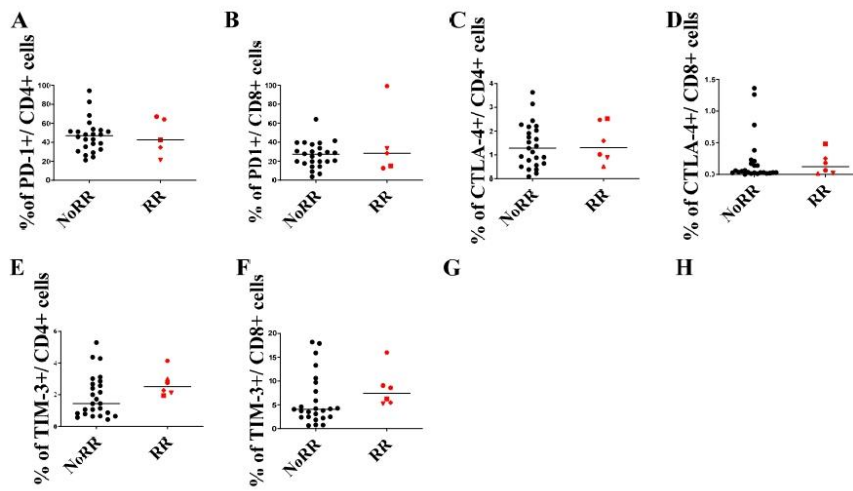 A
%of PD-1+/ CD4+ cells
100
80
60
40
20
0
NoRR
RR
B
% of PD1+/ CD8+ cells
100
80
60
40
20
0
NoRR
RR
C
% of CTLA-4+/ CD4+ cells
4
3
2
1
0
NoRR
RR
D
% of CTLA-4+/ CD8+ cells
1.5
1.0
0.5
0.0
NoRR
RR
E
% of TIM-3+/ CD4+ cells
6
4
2
0
NoRR
RR
F
% of TIM-3+/ CD8+ cells
20
15
10
5
0
NoRR
RR
G
H